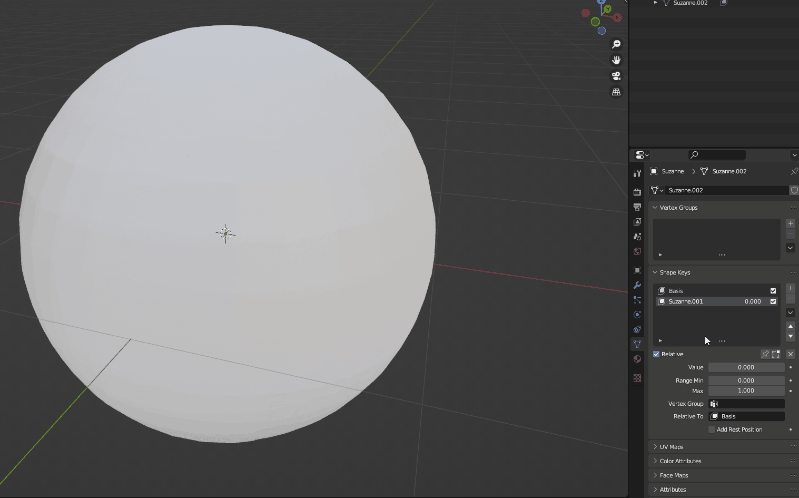 Suzanne.002
Suzanne > Suzanne.002
Suzanne.002
Vertex Groups
Shape Keys
Basis
Suzanne.001 0.000
Relative
Value 0.000
Range Min 0.000
Max 1.000
Vertex Group
Relative To Basis
Add Rest Position
UV Maps
Color Attributes
Face Maps
Attributes